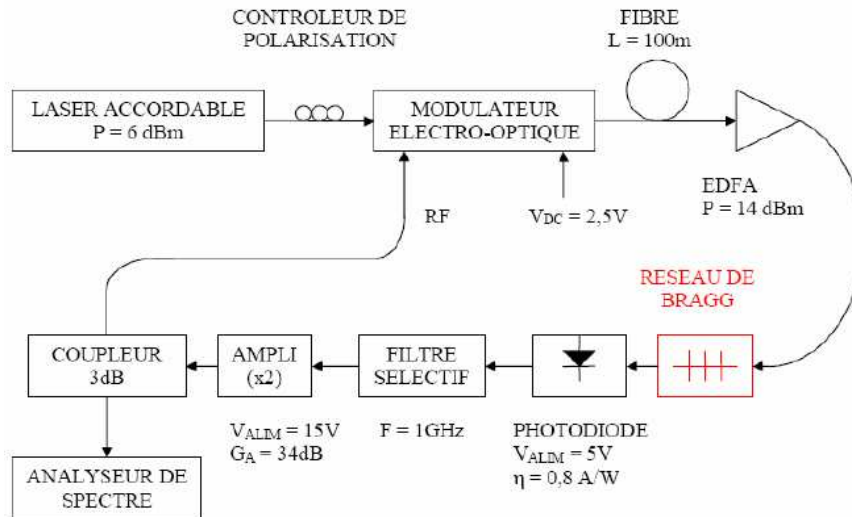 CONTROLEUR DE
POLARISATION
FIBRE
L = 100m
LASER ACCORDABLE
P = 6 dBm
MODULATEUR
ELECTRO-OPTIQUE
EDFA
P = 14 dBm
RF
VDC = 2,5V
RESEAU DE
BRAGG
COUPLEUR
3dB
AMPLI
(x2)
FILTRE
SELECTIF
VALIM = 15V
GA = 34dB
F = 1GHz
PHOTODIODE
VALIM = 5V
η = 0,8 A/W
ANALYSEUR DE
SPECTRE